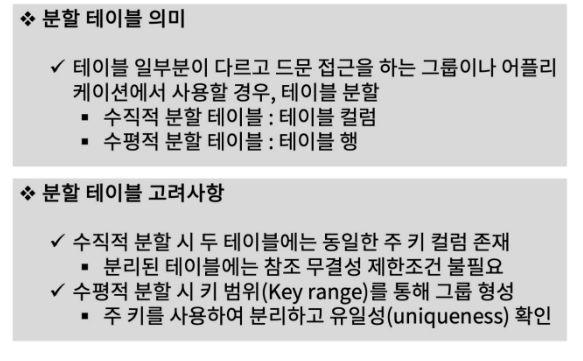 ❖ 분할 테이블 의미
✓ 테이블 일부분이 다르고 드문 접근을 하는 그룹이나 어플리
케이션에서 사용할 경우, 테이블 분할
▪ 수직적 분할 테이블 : 테이블 컬럼
▪ 수평적 분할 테이블 : 테이블 행
❖ 분할 테이블 고려사항
✓ 수직적 분할 시 두 테이블에는 동일한 주 키 컬럼 존재
▪ 분리된 테이블에는 참조 무결성 제한조건 불필요
✓ 수평적 분할 시 키 범위(Key range)를 통해 그룹 형성
▪ 주 키를 사용하여 분리하고 유일성(uniqueness) 확인